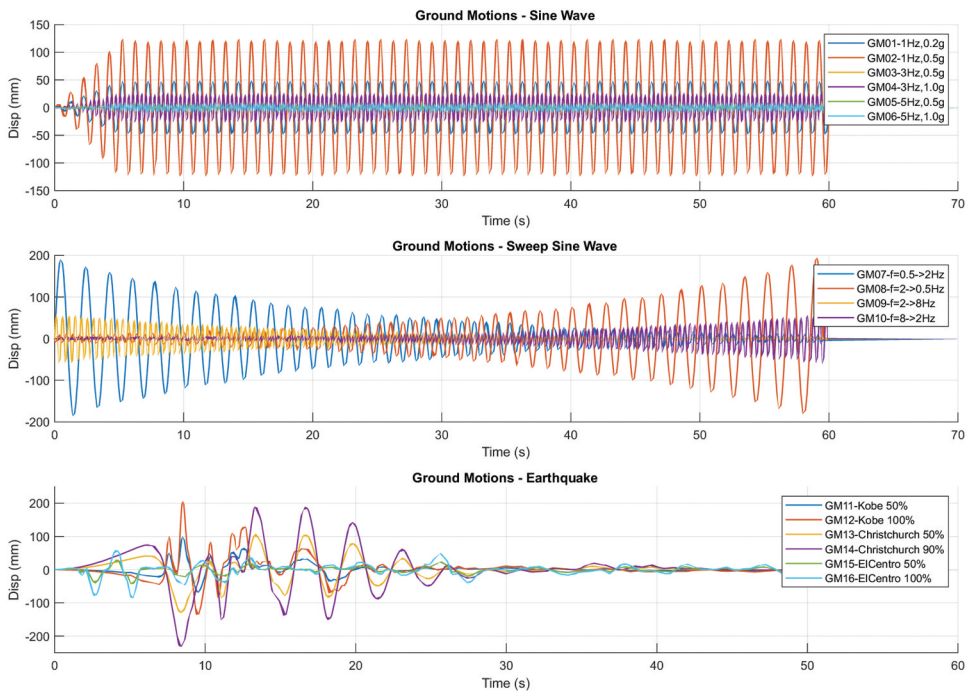 Ground Motions - Sine Wave
150
100
50
0
-50
-100
-150
Disp (mm)
GM01-1Hz,0.2g
GM02-1Hz,0.5g
GM03-3Hz,0.5g
GM04-3Hz,1.0g
GM05-5Hz,0.5g
GM06-5Hz,1.0g
0 10 20 30 40 50 60 70
Time (s)
Ground Motions - Sweep Sine Wave
200
100
0
-100
-200
Disp (mm)
GM07-f=0.5->2Hz
GM08-f=2->0.5Hz
GM09-f=2->8Hz
GM10-f=8->2Hz
0 10 20 30 40 50 60 70
Time (s)
Ground Motions - Earthquake
200
100
0
-100
-200
Disp (mm)
GM11-Kobe 50%
GM12-Kobe 100%
GM13-Christchurch 50%
GM14-Christchurch 90%
GM15-ElCentro 50%
GM16-ElCentro 100%
0 10 20 30 40 50 60
Time (s)